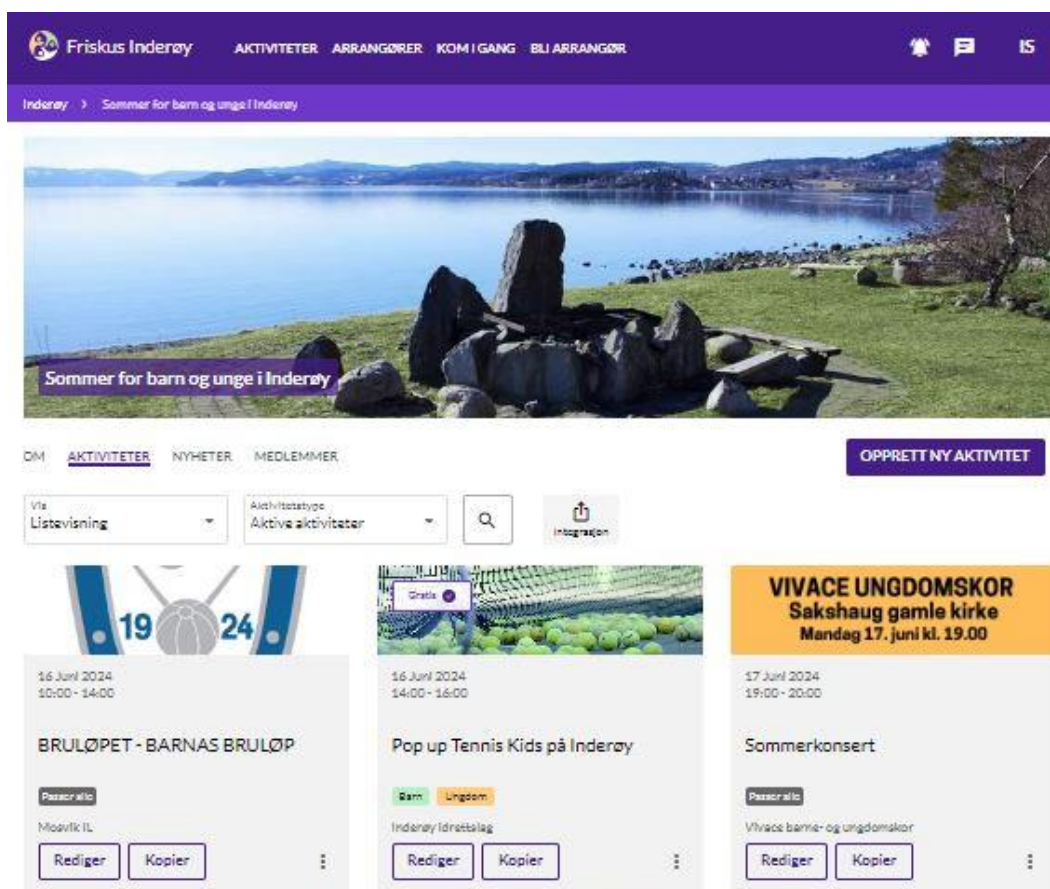 Friskus Inderøy AKTIVITETER ARRANGØRER KOM I GANG BLI ARRANGØR IS
Inderøy > Sommer for barn og unge i Inderøy
Sommer for barn og unge i Inderøy
OM AKTIVITETER NYHETER MEDLEMMER OPPRETT NY AKTIVITET
Vis
Listevisning
Aktivitetstype
Aktive aktiviteter
Integrasjon
19 24
Gratis
VIVACE UNGDOMSKOR
Sakshaug gamle kirke
Mandag 17. juni kl. 19.00
16 Juni 2024
10:00 - 14:00
BRULØPET - BARNAS BRULØP
Passer alle
Mosvik IL
Rediger Kopier
16 Juni 2024
14:00 - 16:00
Pop up Tennis Kids på Inderøy
Barn Ungdom
Inderøy Idrettslag
Rediger Kopier
17 Juni 2024
19:00 - 20:00
Sommerkonsert
Passer alle
Vivace barne- og ungdomskor
Rediger Kopier